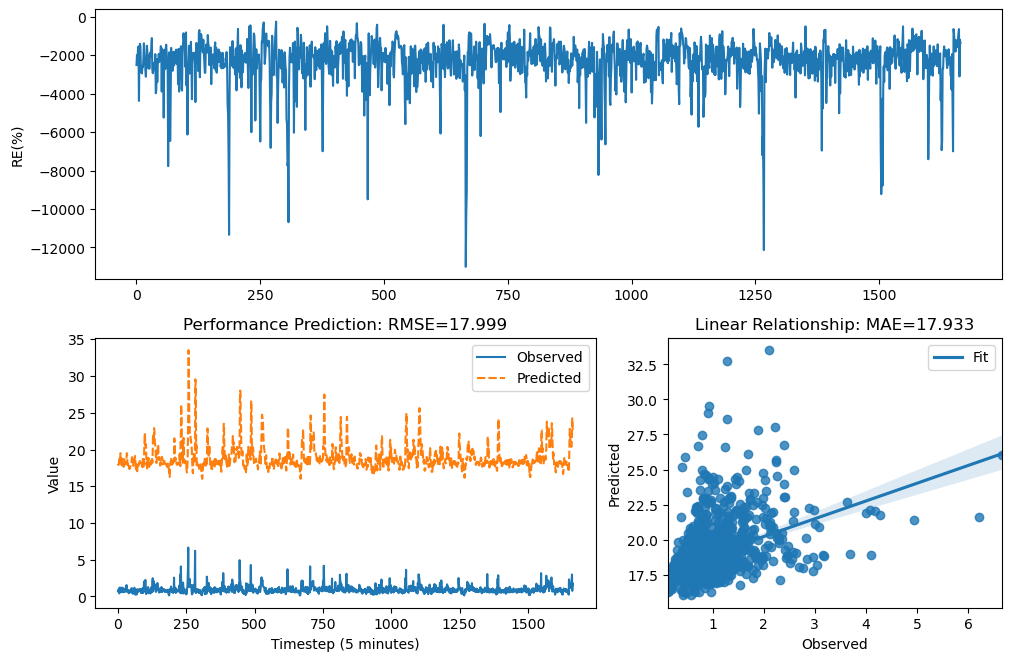 0
−2000
−4000
−6000
−8000
−10000
−12000
RE(%)
0 250 500 750 1000 1250 1500
Performance Prediction: RMSE=17.999
35
30
25
20
15
10
5
0
Value
Observed
Predicted
0 250 500 750 1000 1250 1500
Timestep (5 minutes)
Linear Relationship: MAE=17.933
32.5
30.0
27.5
25.0
22.5
20.0
17.5
Predicted
Fit
1 2 3 4 5 6
Observed